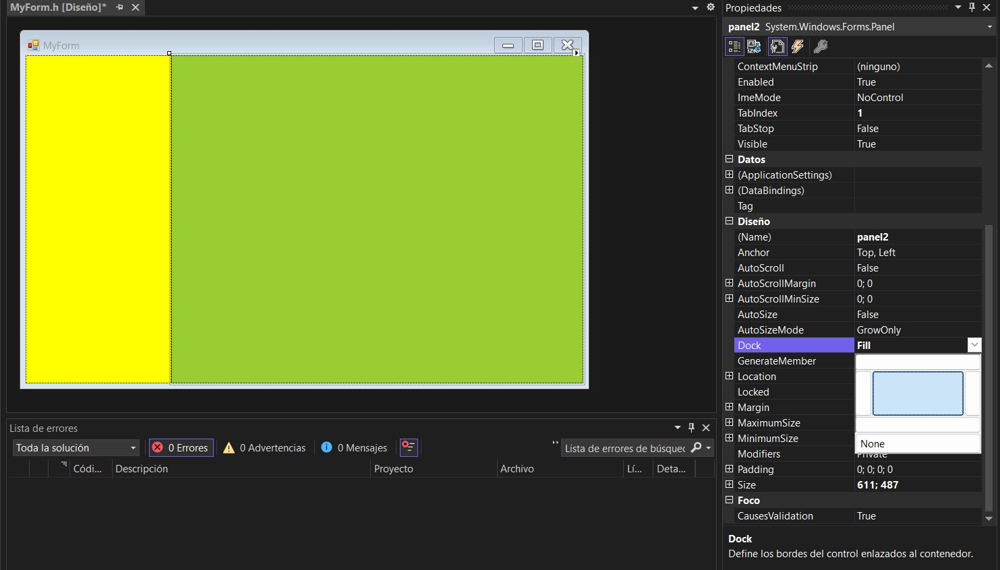 MyForm.h [Diseño]*
MyForm
Propiedades
panel2 System.Windows.Forms.Panel
ContextMenuStrip (ninguno)
Enabled True
ImeMode NoControl
TabIndex 1
TabStop False
Visible True
Datos
(ApplicationSettings)
(DataBindings)
Tag
Diseño
(Name) panel2
Anchor Top, Left
AutoScroll False
AutoScrollMargin 0; 0
AutoScrollMinSize 0; 0
AutoSize False
AutoSizeMode GrowOnly
Dock Fill
GenerateMember
Location
Locked
Margin
MaximumSize
MinimumSize None
Modifiers Private
Padding 0; 0; 0; 0
Size 611; 487
Foco
CausesValidation True
Dock
Define los bordes del control enlazados al contenedor.
Lista de errores
Toda la solución 0 Errores 0 Advertencias 0 Mensajes Lista de errores de búsquec
Códi... Descripción Proyecto Archivo Lí... Deta...